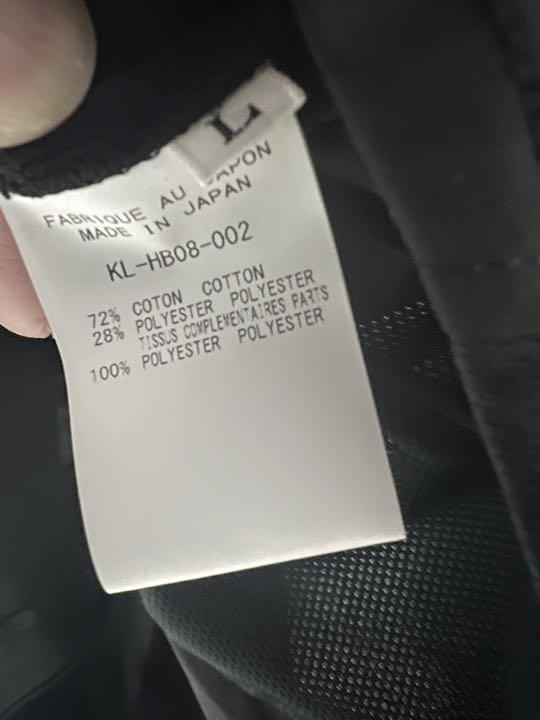 L
FABRIQUE AU JAPON
MADE IN JAPAN
KL-HB08-002
72% COTON COTTON
28% POLYESTER POLYESTER
TISSUS COMPLEMENTAIRES PARTS
100% POLYESTER POLYESTER